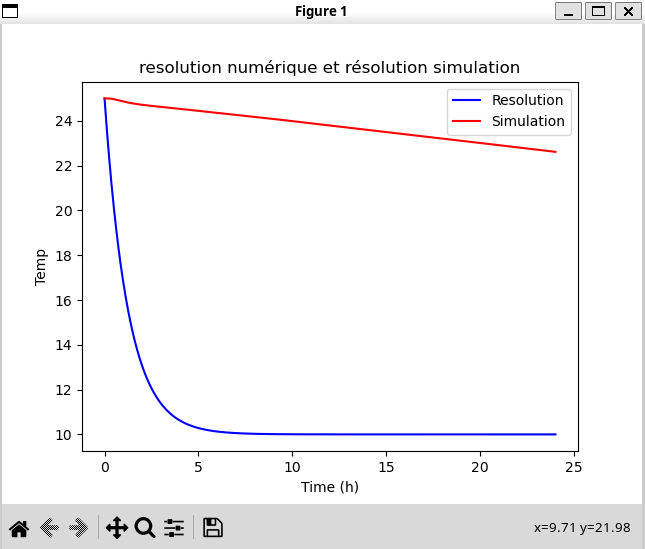 Figure 1
resolution numérique et résolution simulation
Resolution
Simulation
24
22
20
18
16
14
12
10
Temp
0 5 10 15 20 25
Time (h)
x=9.71 y=21.98